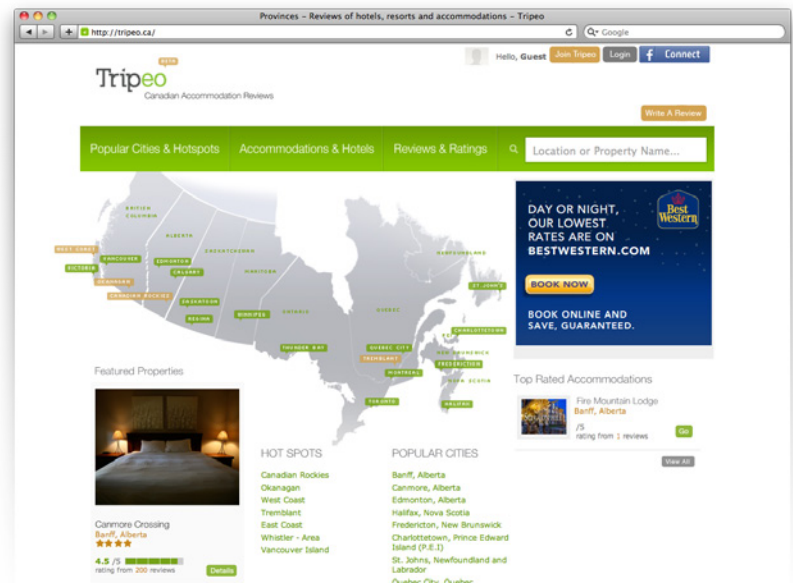 Provinces – Reviews of hotels, resorts and accommodations – Tripeo
http://tripeo.ca/
Google
Hello, Guest
Join Tripeo
Login
f Connect
BETA
Tripeo
Canadian Accommodation Reviews
Write A Review
Popular Cities & Hotspots
Accommodations & Hotels
Reviews & Ratings
Location or Property Name...
BRITISH
COLUMBIA
ALBERTA
SASKATCHEWAN
MANITOBA
ONTARIO
QUEBEC
NEWFOUNDLAND
WEST COAST
VANCOUVER
VICTORIA
EDMONTON
CALGARY
OKANAGAN
CANADIAN ROCKIES
SASKATOON
REGINA
WINNIPEG
THUNDER BAY
QUEBEC CITY
TREMBLANT
MONTREAL
TORONTO
ST. JOHN'S
CHARLOTTETOWN
NEW BRUNSWICK
FREDERICTION
NOVA SCOTIA
HALIFAX
DAY OR NIGHT,
OUR LOWEST
RATES ARE ON
BESTWESTERN.COM
Best
Western
BOOK NOW
BOOK ONLINE AND
SAVE, GUARANTEED.
Featured Properties
Canmore Crossing
Banff, Alberta
4.5 /5
rating from 200 reviews
Details
HOT SPOTS
Canadian Rockies
Okanagan
West Coast
Tremblant
East Coast
Whistler - Area
Vancouver Island
POPULAR CITIES
Banff, Alberta
Canmore, Alberta
Edmonton, Alberta
Halifax, Nova Scotia
Fredericton, New Brunswick
Charlottetown, Prince Edward
Island (P.E.I)
St. Johns, Newfoundland and
Labrador
Quebec City, Quebec
Top Rated Accommodations
Fire Mountain Lodge
Banff, Alberta
/5
rating from 1 reviews
Go
View All